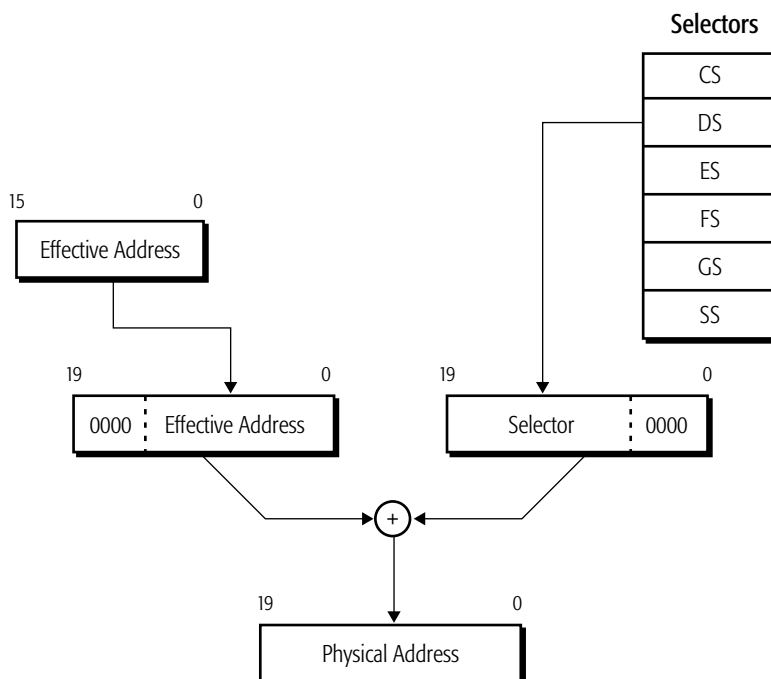 Selectors
CS
DS
ES
FS
GS
SS
15 0
Effective Address
19 0
0000 Effective Address
19 0
Selector 0000
+
19 0
Physical Address